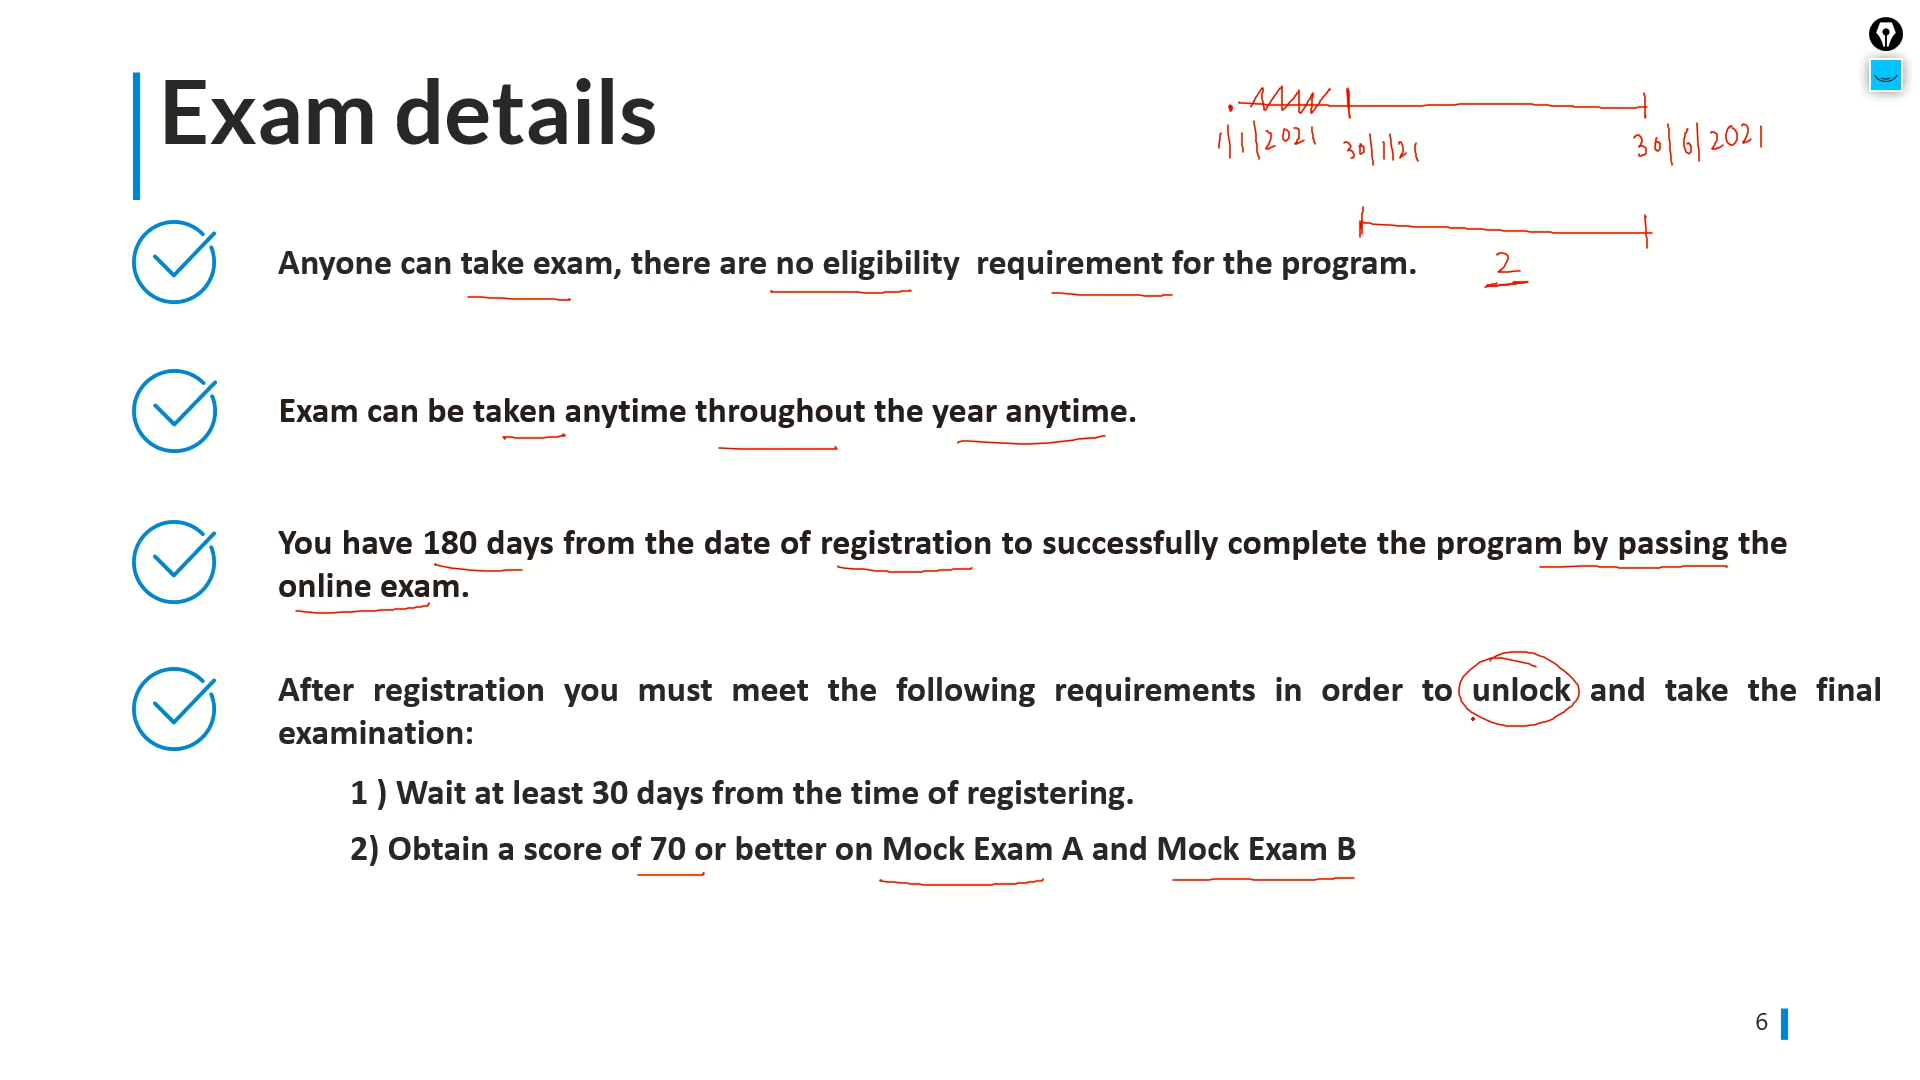 Exam details
1/1/2021
30/1/21
30/6/2021
2
Anyone can take exam, there are no eligibility requirement for the program.
Exam can be taken anytime throughout the year anytime.
You have 180 days from the date of registration to successfully complete the program by passing the
online exam.
After registration you must meet the following requirements in order to unlock and take the final
examination:
1 ) Wait at least 30 days from the time of registering.
2) Obtain a score of 70 or better on Mock Exam A and Mock Exam B
6